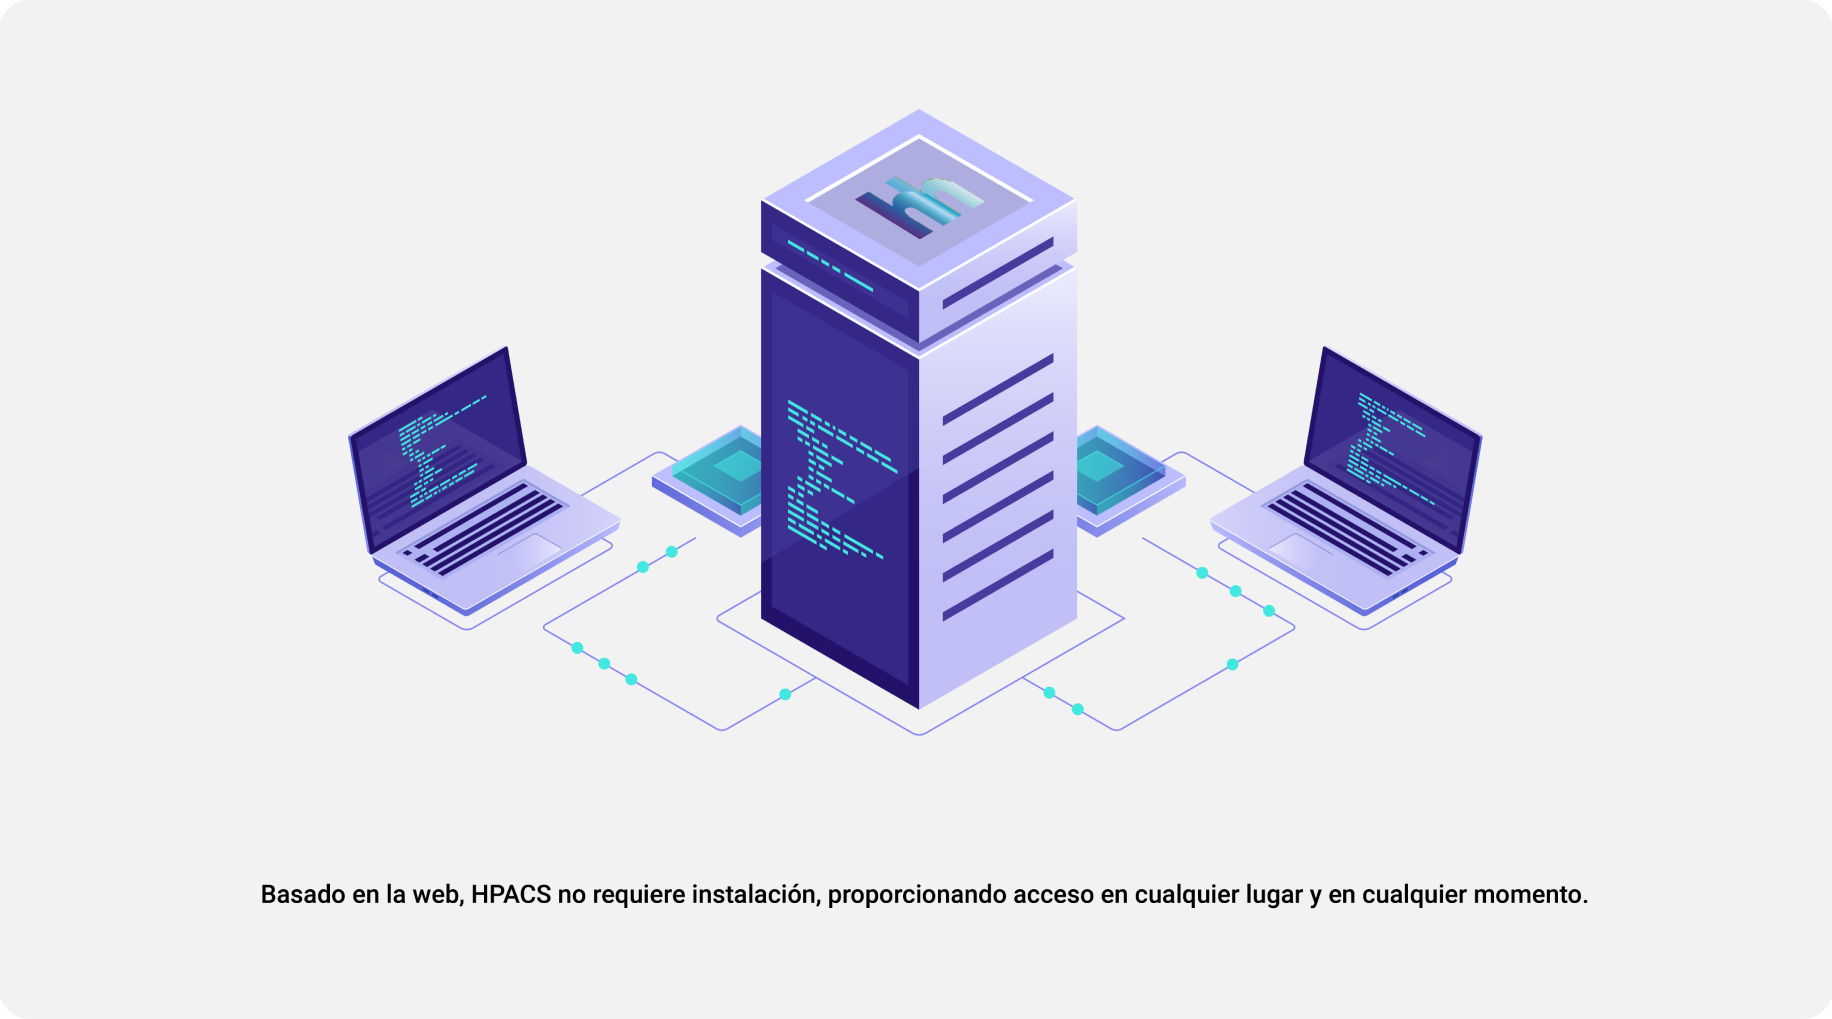 Basado en la web, HPACS no requiere instalación, proporcionando acceso en cualquier lugar y en cualquier momento.